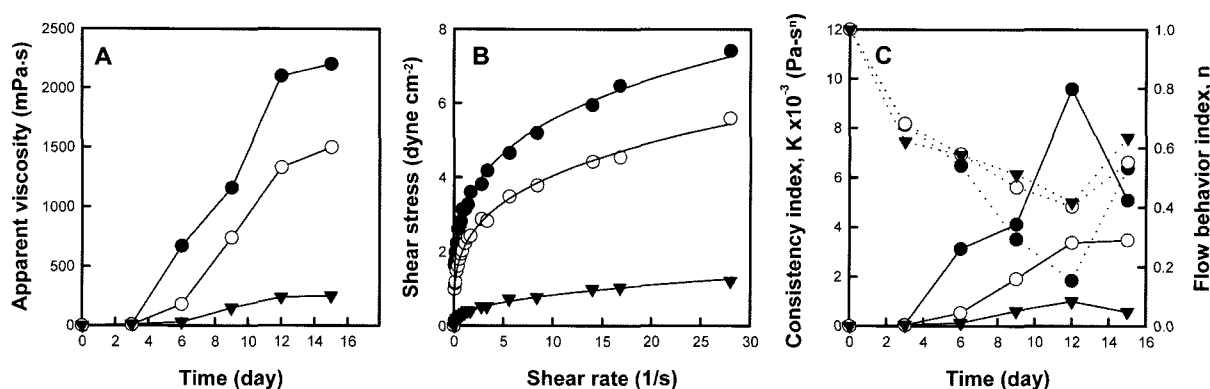 A
Apparent viscosity (mPa·s)
2500
2000
1500
1000
500
0
0 2 4 6 8 10 12 14 16
Time (day)
B
Shear stress (dyne cm⁻²)
8
6
4
2
0
0 5 10 15 20 25 30
Shear rate (1/s)
C
Consistency index, K x10⁻³ (Pa-sⁿ)
12
10
8
6
4
2
0
0 2 4 6 8 10 12 14 16
Time (day)
1.0
0.8
0.6
0.4
0.2
0.0
Flow behavior index, n